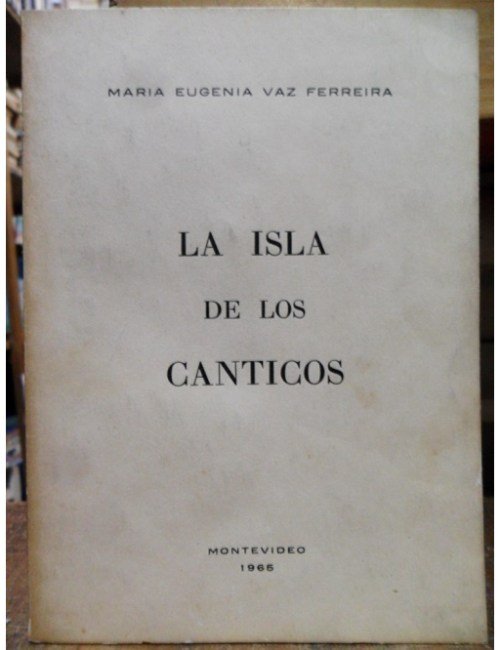 MARIA EUGENIA VAZ FERREIRA
LA ISLA
DE LOS
CANTICOS
MONTEVIDEO
1965